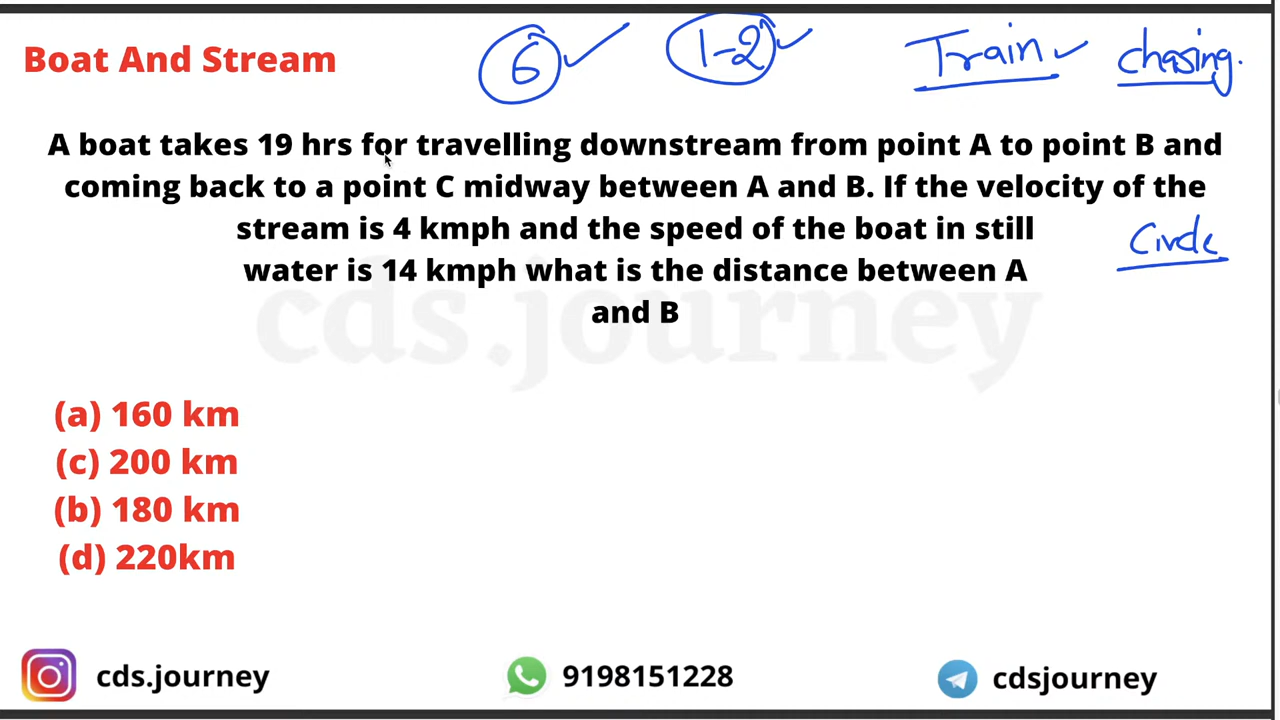 Boat And Stream
6
1-2
Train
chasing.
A boat takes 19 hrs for travelling downstream from point A to point B and
coming back to a point C midway between A and B. If the velocity of the
stream is 4 kmph and the speed of the boat in still
Circle
water is 14 kmph what is the distance between A
and B
cds.journey
(a) 160 km
(c) 200 km
(b) 180 km
(d) 220km
cds.journey
9198151228
cdsjourney